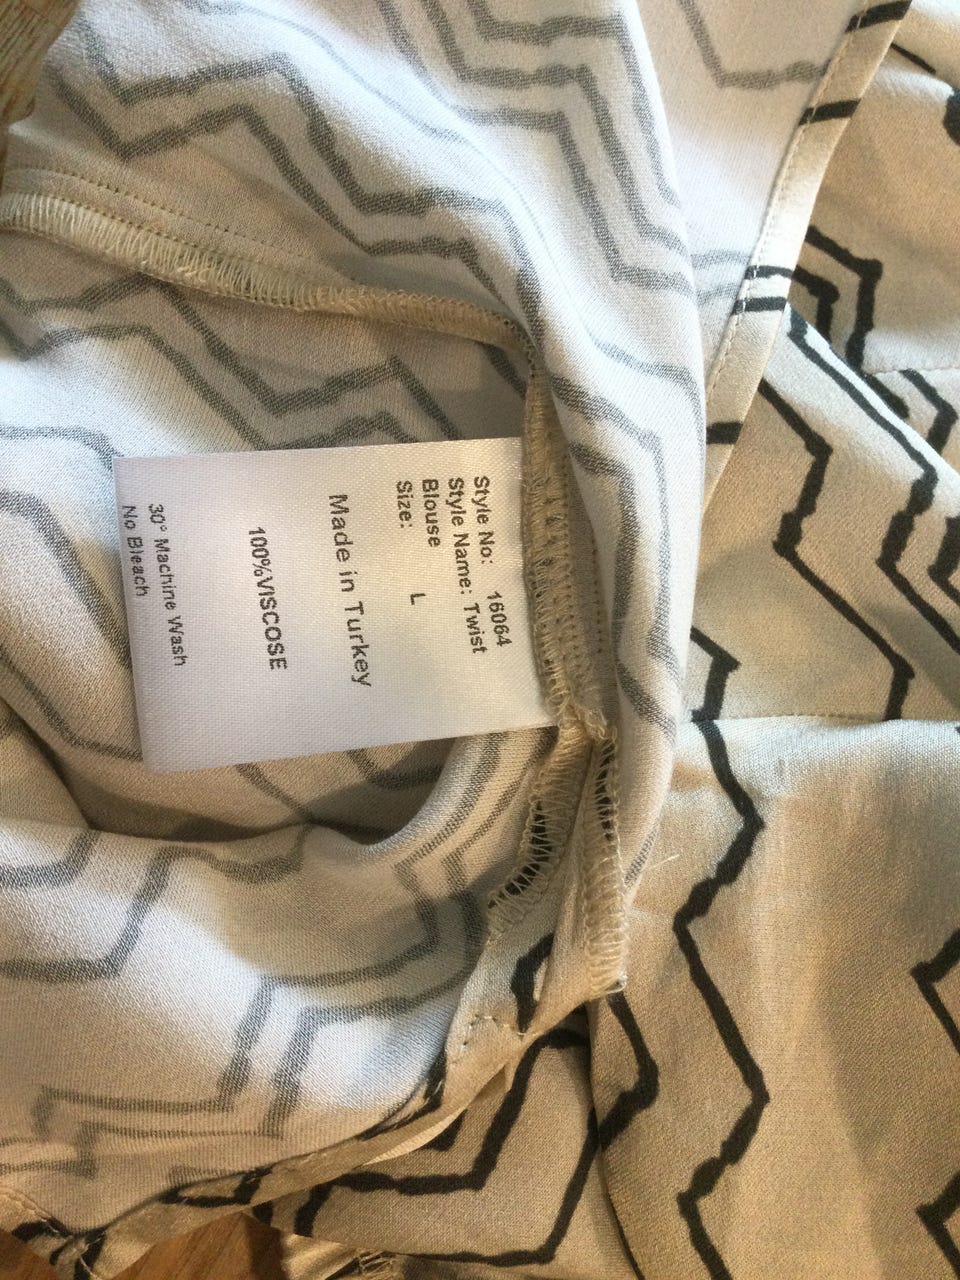 Style No: 16064
Style Name: Twist
Blouse
Size: L
Made in Turkey
100%VISCOSE
30° Machine Wash
No Bleach